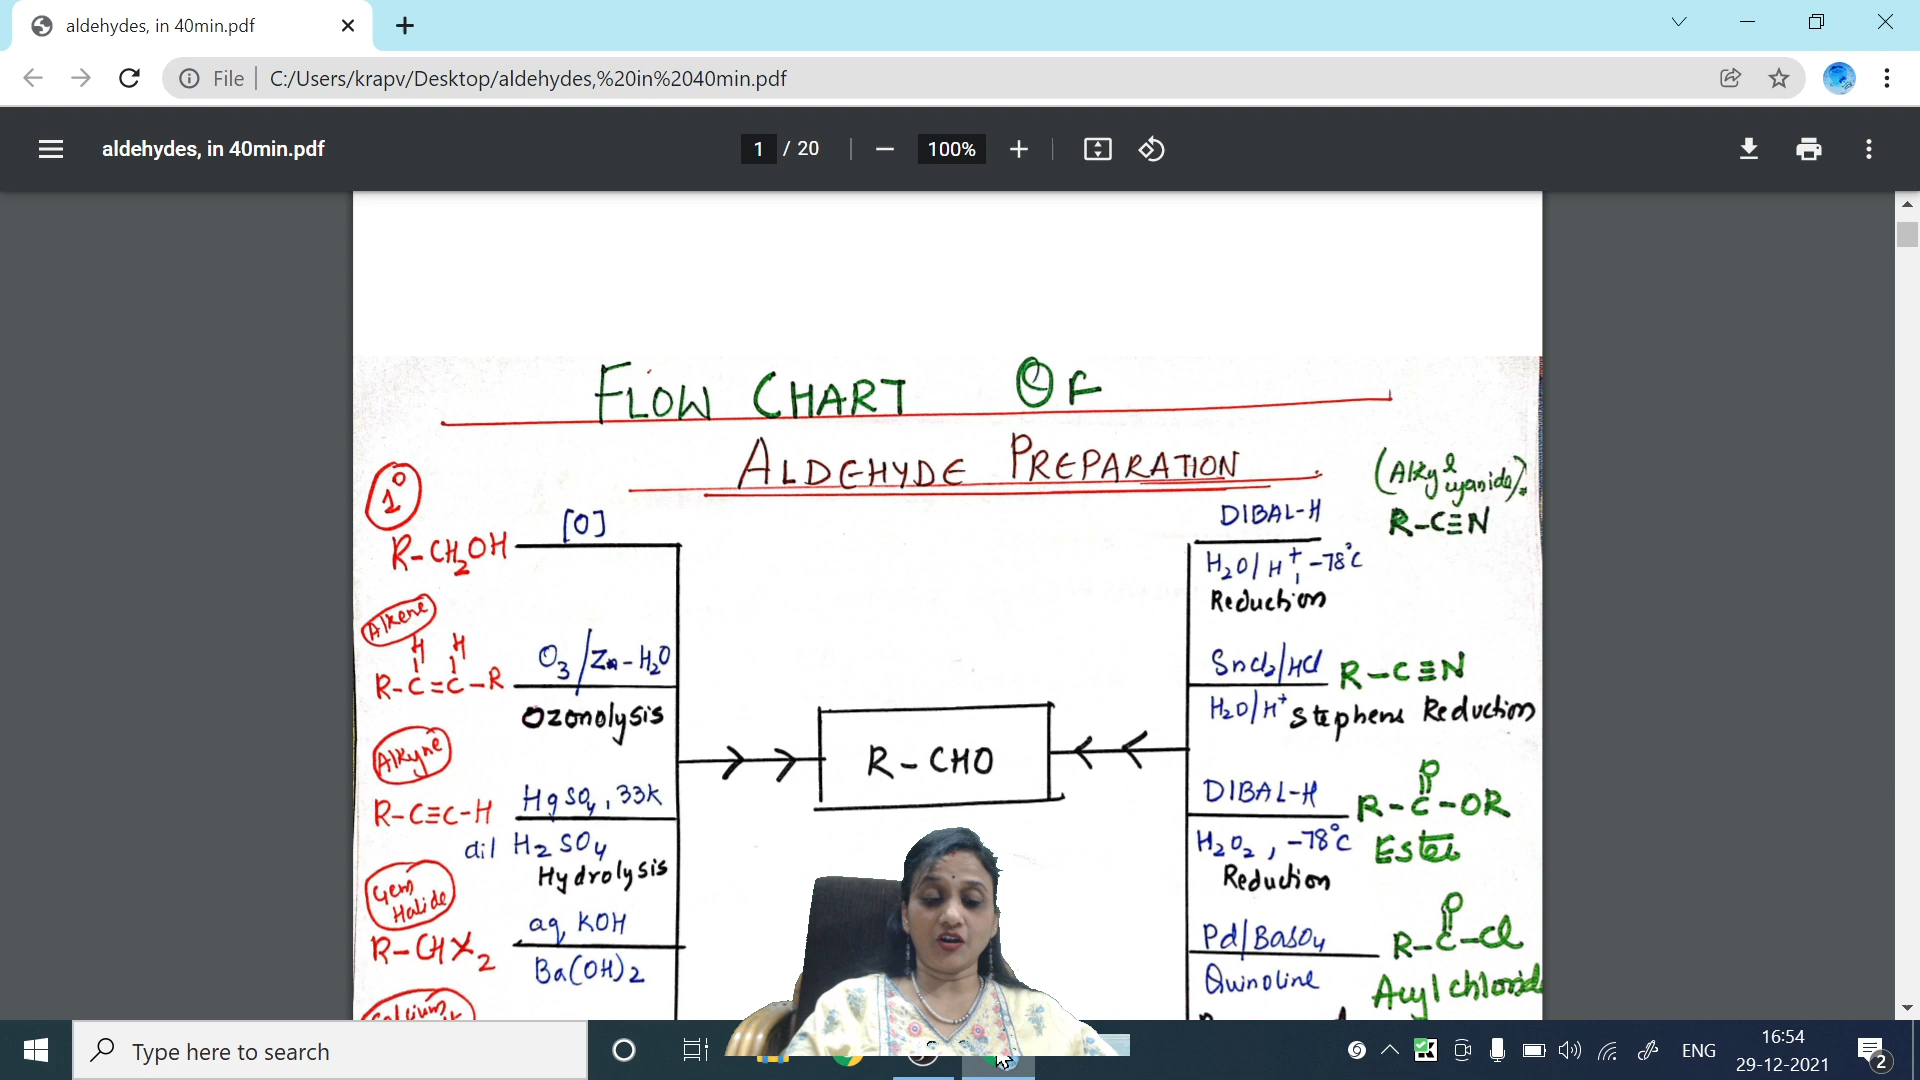 aldehydes, in 40min.pdf
File
C:/Users/krapv/Desktop/aldehydes,%20in%2040min.pdf
aldehydes, in 40min.pdf
1 / 20
100%
FLOW CHART OF
ALDEHYDE PREPARATION
1°
R-CH2OH
[O]
Alkene
H H
R-C=C-R
O3/Zn-H2O
Ozonolysis
Alkyne
R-C≡C-H
HgSO4, 33K
dil H2SO4
Hydrolysis
Gem Halide
R-CHX2
aq KOH
Ba(OH)2
Calcium
R-CHO
(Alkyl cyanide)
DIBAL-H
R-C≡N
H2O/H+, -78°C
Reduction
SnCl2/HCl
R-C≡N
H2O/H+
Stephens Reduction
DIBAL-H
O
R-C-OR
H2O2, -78°C
Ester
Reduction
Pd/BaSO4
O
R-C-Cl
Quinoline
Acyl chlorid
Type here to search
ENG
16:54
29-12-2021
2